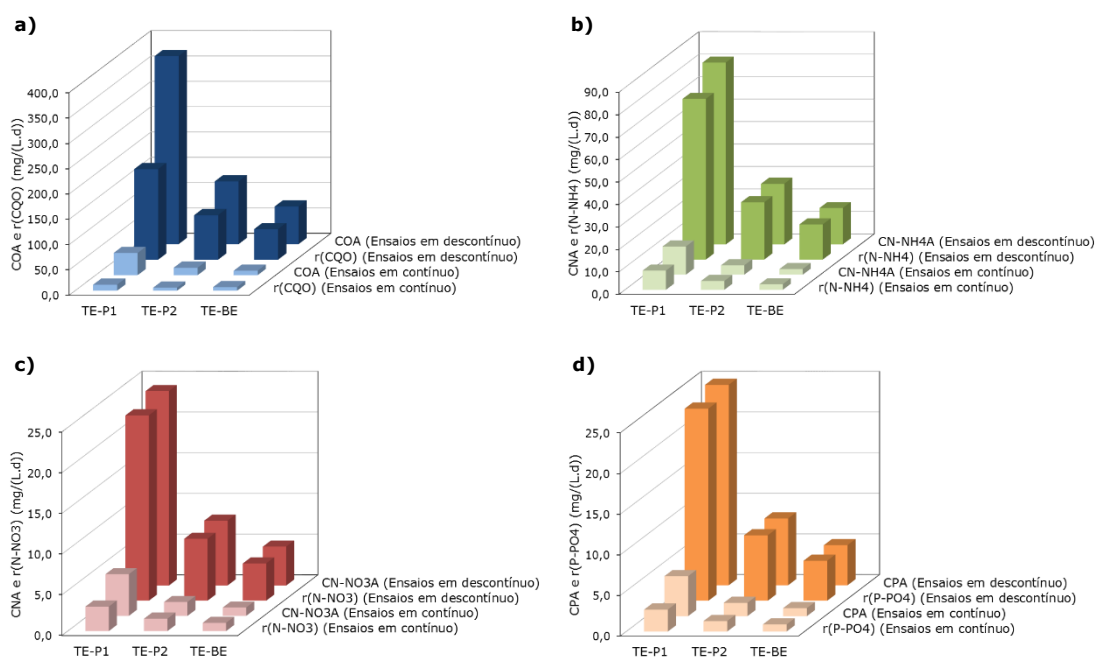 a)
COA e r(CQO) (mg/(L.d))
400,0
350,0
300,0
250,0
200,0
150,0
100,0
50,0
0,0
TE-P1
TE-P2
TE-BE
COA (Ensaios em descontínuo)
r(CQO) (Ensaios em descontínuo)
COA (Ensaios em contínuo)
r(CQO) (Ensaios em contínuo)
b)
CNA e r(N-NH4) (mg/(L.d))
90,0
80,0
70,0
60,0
50,0
40,0
30,0
20,0
10,0
0,0
TE-P1
TE-P2
TE-BE
CN-NH4A (Ensaios em descontínuo)
r(N-NH4) (Ensaios em descontínuo)
CN-NH4A (Ensaios em contínuo)
r(N-NH4) (Ensaios em contínuo)
c)
CNA e r(N-NO3) (mg/(L.d))
25,0
20,0
15,0
10,0
5,0
0,0
TE-P1
TE-P2
TE-BE
CN-NO3A (Ensaios em descontínuo)
r(N-NO3) (Ensaios em descontínuo)
CN-NO3A (Ensaios em contínuo)
r(N-NO3) (Ensaios em contínuo)
d)
CPA e r(P-PO4) (mg/(L.d))
25,0
20,0
15,0
10,0
5,0
0,0
TE-P1
TE-P2
TE-BE
CPA (Ensaios em descontínuo)
r(P-PO4) (Ensaios em descontínuo)
CPA (Ensaios em contínuo)
r(P-PO4) (Ensaios em contínuo)